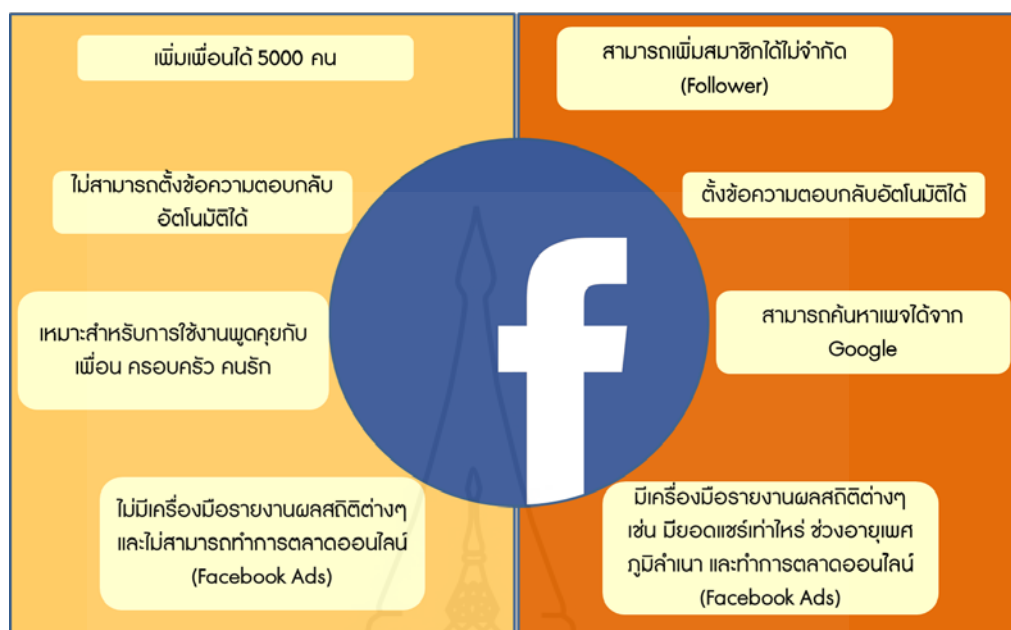 เพิ่มเพื่อนได้ 5000 คน
ไม่สามารถตั้งข้อความตอบกลับ
อัตโนมัติได้
เหมาะสำหรับการใช้งานพูดคุยกับ
เพื่อน ครอบครัว คนรัก
ไม่มีเครื่องมือรายงานผลสถิติต่างๆ
และไม่สามารถทำการตลาดออนไลน์
(Facebook Ads)
สามารถเพิ่มสมาชิกได้ไม่จำกัด
(Follower)
ตั้งข้อความตอบกลับอัตโนมัติได้
สามารถค้นหาเพจได้จาก
Google
มีเครื่องมือรายงานผลสถิติต่างๆ
เช่น มียอดแชร์เท่าไหร่ ช่วงอายุเพศ
ภูมิลำเนา และทำการตลาดออนไลน์
(Facebook Ads)
f